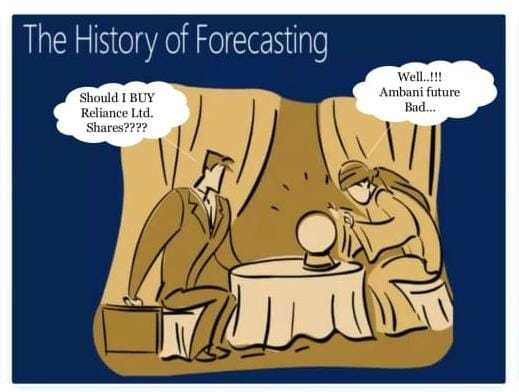 The History of Forecasting
Should I BUY
Reliance Ltd.
Shares????
Well..!!!
Ambani future
Bad...